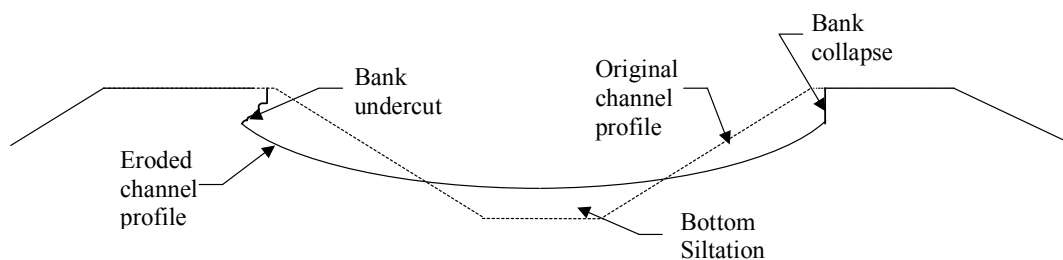 Bank
undercut
Original
channel
profile
Bank
collapse
Eroded
channel
profile
Bottom
Siltation